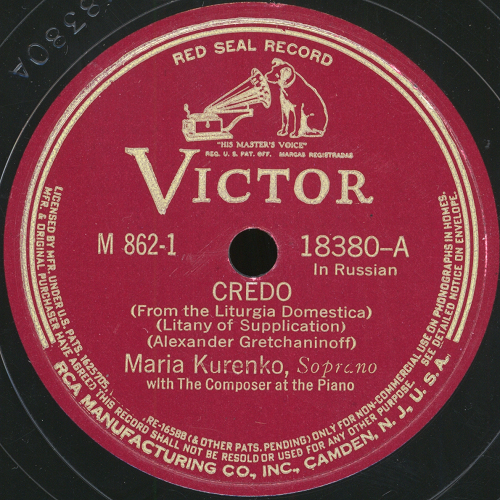 18380A
RED SEAL RECORD
"HIS MASTER'S VOICE"
REG. U. S. PAT. OFF. MARCAS REGISTRADAS
VICTOR
M 862-1
18380-A
In Russian
CREDO
(From the Liturgia Domestica)
(Litany of Supplication)
(Alexander Gretchaninoff)
Maria Kurenko, Soprano
with The Composer at the Piano
LICENSED BY MFR. UNDER U.S. PATS. 1625705,
RE-16588 (& OTHER PATS. PENDING) ONLY FOR NON-COMMERCIAL USE ON PHONOGRAPHS IN HOMES.
MFR. & ORIGINAL PURCHASER HAVE AGREED THIS RECORD SHALL NOT BE RESOLD OR USED FOR ANY OTHER PURPOSE. SEE DETAILED NOTICE ON ENVELOPE.
RCA MANUFACTURING CO., INC., CAMDEN, N. J., U. S. A.